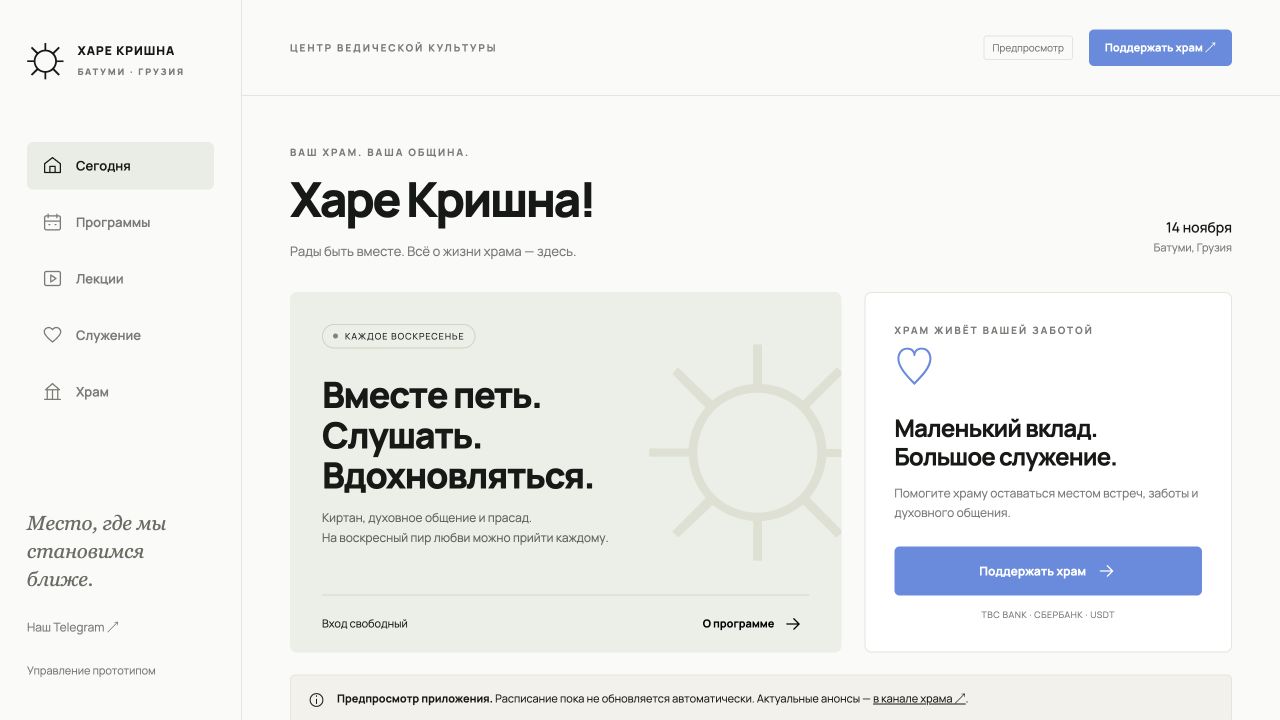 ХАРЕ КРИШНА
БАТУМИ · ГРУЗИЯ
Сегодня
Программы
Лекции
Служение
Храм
Место, где мы
становимся
ближе.
Наш Telegram ↗
Управление прототипом
ЦЕНТР ВЕДИЧЕСКОЙ КУЛЬТУРЫ
Предпросмотр
Поддержать храм ↗
ВАШ ХРАМ. ВАША ОБЩИНА.
Харе Кришна!
Рады быть вместе. Всё о жизни храма — здесь.
14 ноября
Батуми, Грузия
КАЖДОЕ ВОСКРЕСЕНЬЕ
Вместе петь.
Слушать.
Вдохновляться.
Киртан, духовное общение и прасад.
На воскресный пир любви можно прийти каждому.
Вход свободный
О программе →
ХРАМ ЖИВЁТ ВАШЕЙ ЗАБОТОЙ
Маленький вклад.
Большое служение.
Помогите храму оставаться местом встреч, заботы и
духовного общения.
Поддержать храм →
TBC BANK · СБЕРБАНК · USDT
Предпросмотр приложения. Расписание пока не обновляется автоматически. Актуальные анонсы — в канале храма ↗.